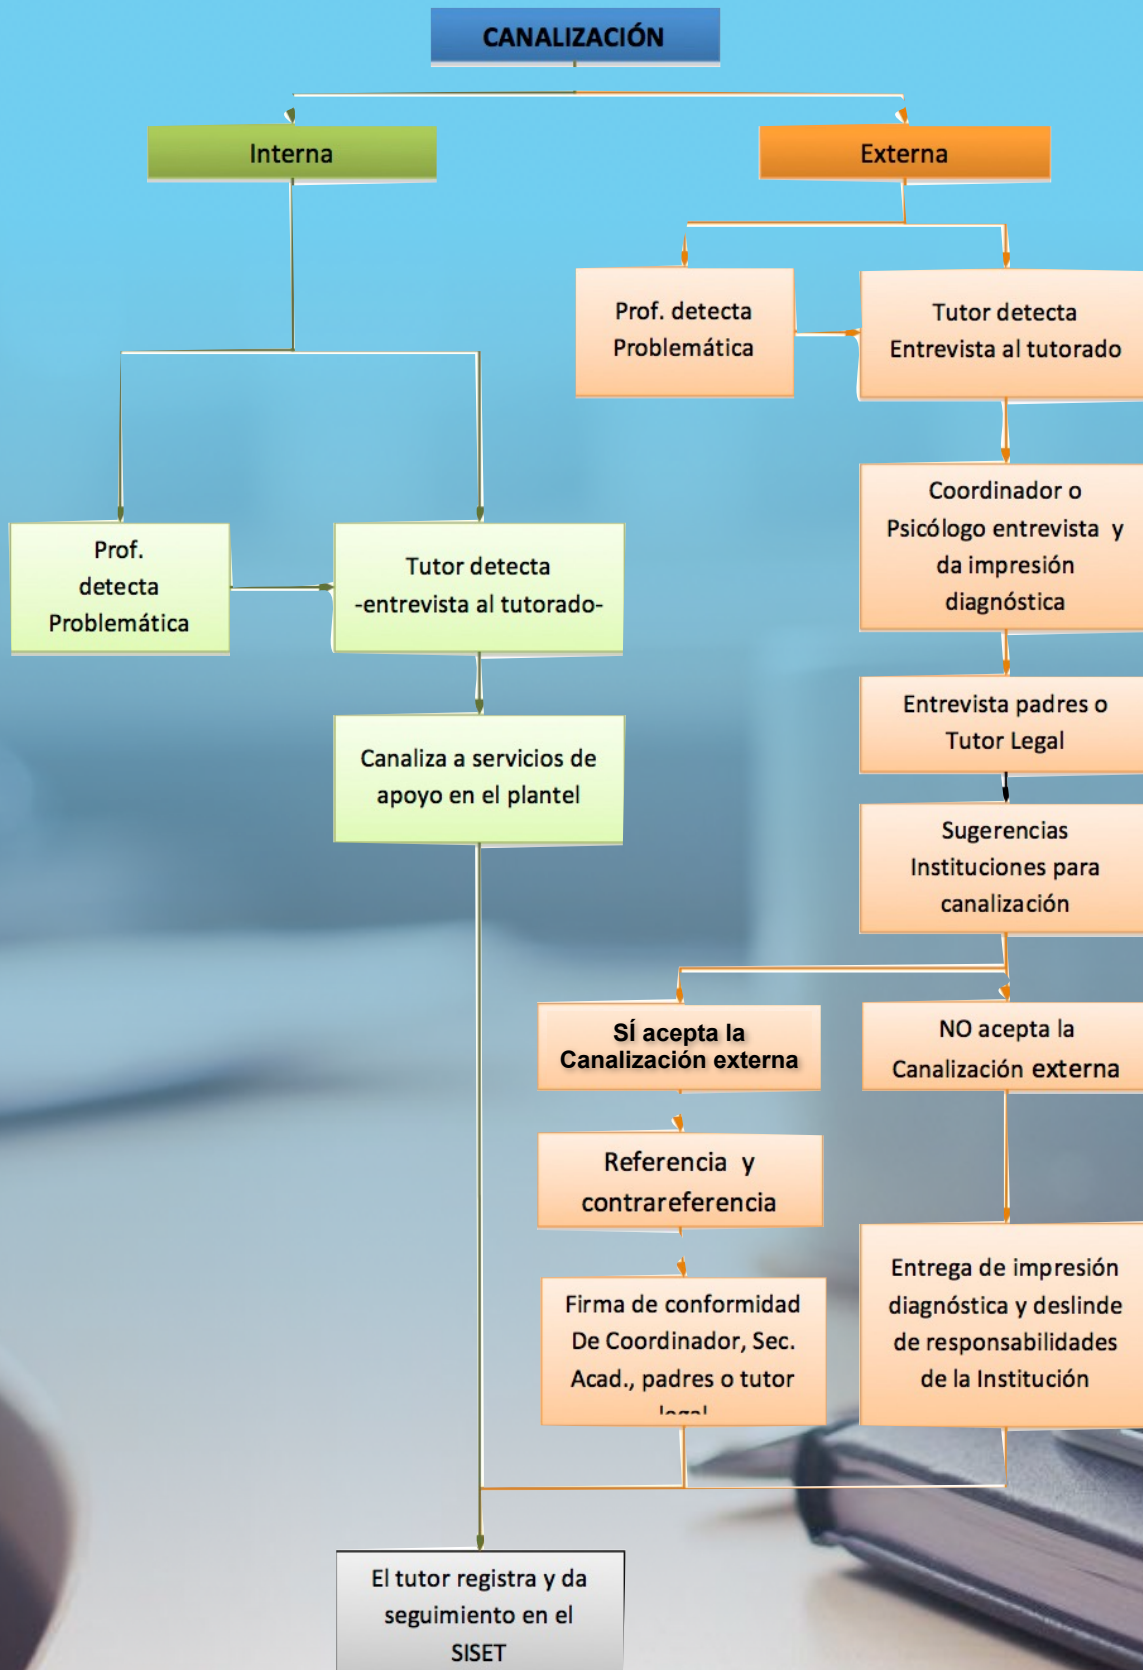 CANALIZACIÓN
Interna
Externa
Prof. detecta
Problemática
Tutor detecta
Entrevista al tutorado
Coordinador o
Psicólogo entrevista y
da impresión
diagnóstica
Prof.
detecta
Problemática
Tutor detecta
-entrevista al tutorado-
Entrevista padres o
Tutor Legal
Canaliza a servicios de
apoyo en el plantel
Sugerencias
Instituciones para
canalización
SÍ acepta la
Canalización externa
NO acepta la
Canalización externa
Referencia y
contrareferencia
Firma de conformidad
De Coordinador, Sec.
Acad., padres o tutor
legal
Entrega de impresión
diagnóstica y deslinde
de responsabilidades
de la Institución
El tutor registra y da
seguimiento en el
SISET